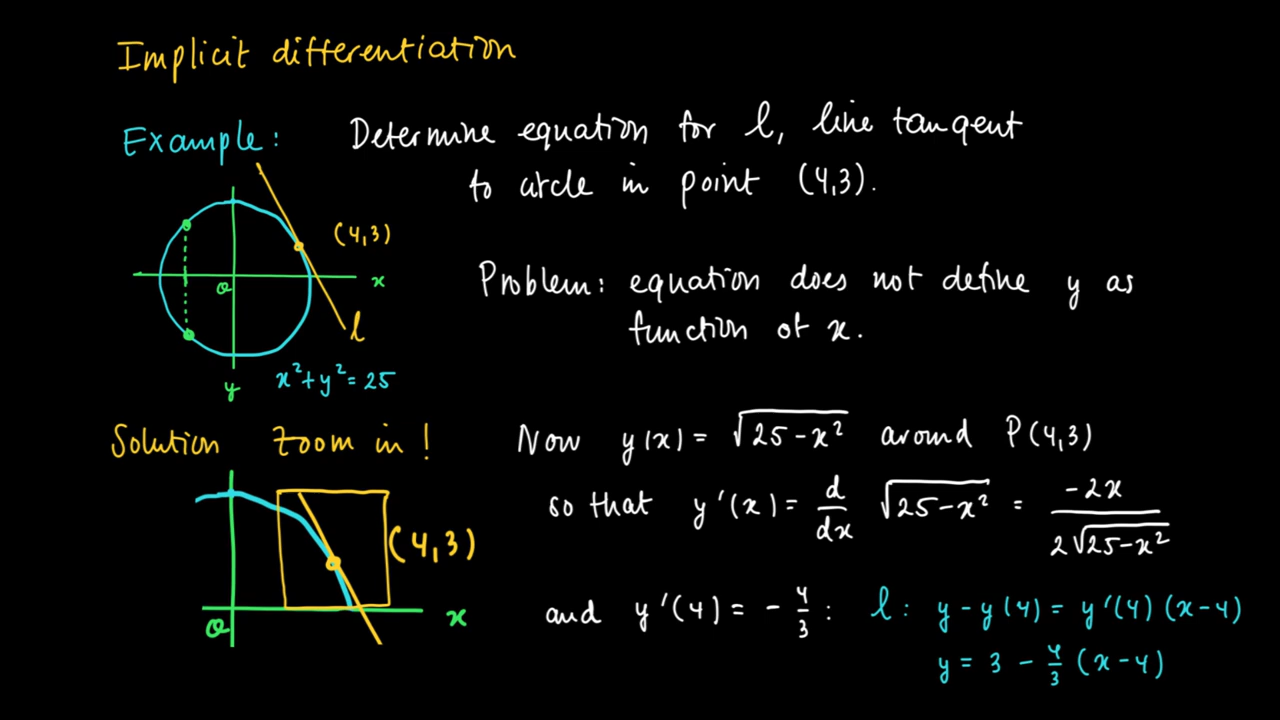 Implicit differentiation
Example:
Determine equation for l, line tangent
to circle in point (4,3).
(4,3)
x
O
l
y
x² + y² = 25
Problem: equation does not define y as
function of x.
Solution Zoom in!
(4,3)
x
O
Now y(x) = √(25-x²) around P(4,3)
so that y'(x) = d/dx √(25-x²) = -2x / 2√(25-x²)
and y'(4) = -4/3 :
l: y - y(4) = y'(4) (x-4)
y = 3 - 4/3 (x-4)